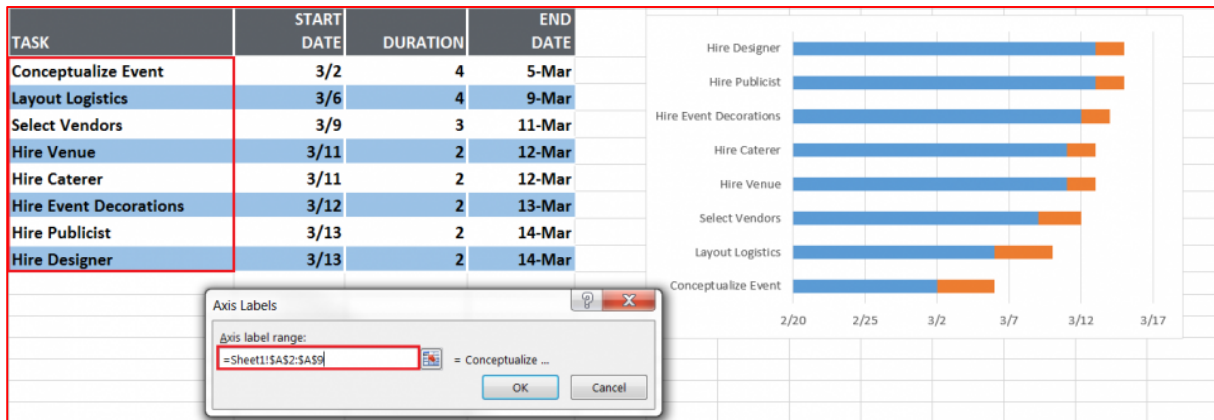 TASK START DATE DURATION END DATE
Conceptualize Event 3/2 4 5-Mar
Layout Logistics 3/6 4 9-Mar
Select Vendors 3/9 3 11-Mar
Hire Venue 3/11 2 12-Mar
Hire Caterer 3/11 2 12-Mar
Hire Event Decorations 3/12 2 13-Mar
Hire Publicist 3/13 2 14-Mar
Hire Designer 3/13 2 14-Mar
Hire Designer
Hire Publicist
Hire Event Decorations
Hire Caterer
Hire Venue
Select Vendors
Layout Logistics
Conceptualize Event
2/20 2/25 3/2 3/7 3/12 3/17
Axis Labels ? X
Axis label range:
=Sheet1!$A$2:$A$9 = Conceptualize ...
OK Cancel